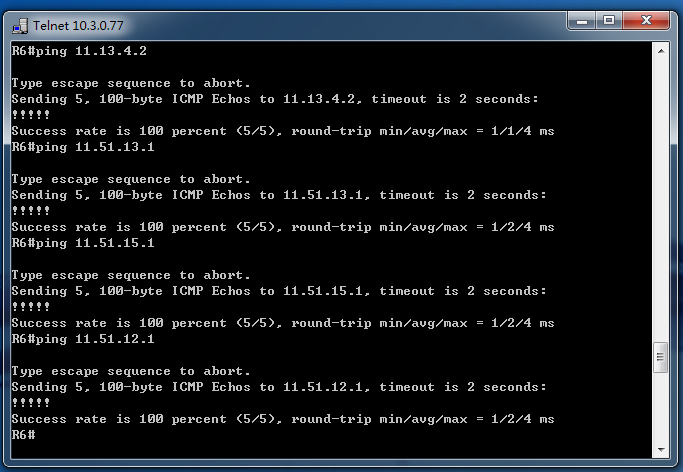 Telnet 10.3.0.77
R6#ping 11.13.4.2
Type escape sequence to abort.
Sending 5, 100-byte ICMP Echos to 11.13.4.2, timeout is 2 seconds:
!!!!!
Success rate is 100 percent (5/5), round-trip min/avg/max = 1/1/4 ms
R6#ping 11.51.13.1
Type escape sequence to abort.
Sending 5, 100-byte ICMP Echos to 11.51.13.1, timeout is 2 seconds:
!!!!!
Success rate is 100 percent (5/5), round-trip min/avg/max = 1/2/4 ms
R6#ping 11.51.15.1
Type escape sequence to abort.
Sending 5, 100-byte ICMP Echos to 11.51.15.1, timeout is 2 seconds:
!!!!!
Success rate is 100 percent (5/5), round-trip min/avg/max = 1/2/4 ms
R6#ping 11.51.12.1
Type escape sequence to abort.
Sending 5, 100-byte ICMP Echos to 11.51.12.1, timeout is 2 seconds:
!!!!!
Success rate is 100 percent (5/5), round-trip min/avg/max = 1/2/4 ms
R6#